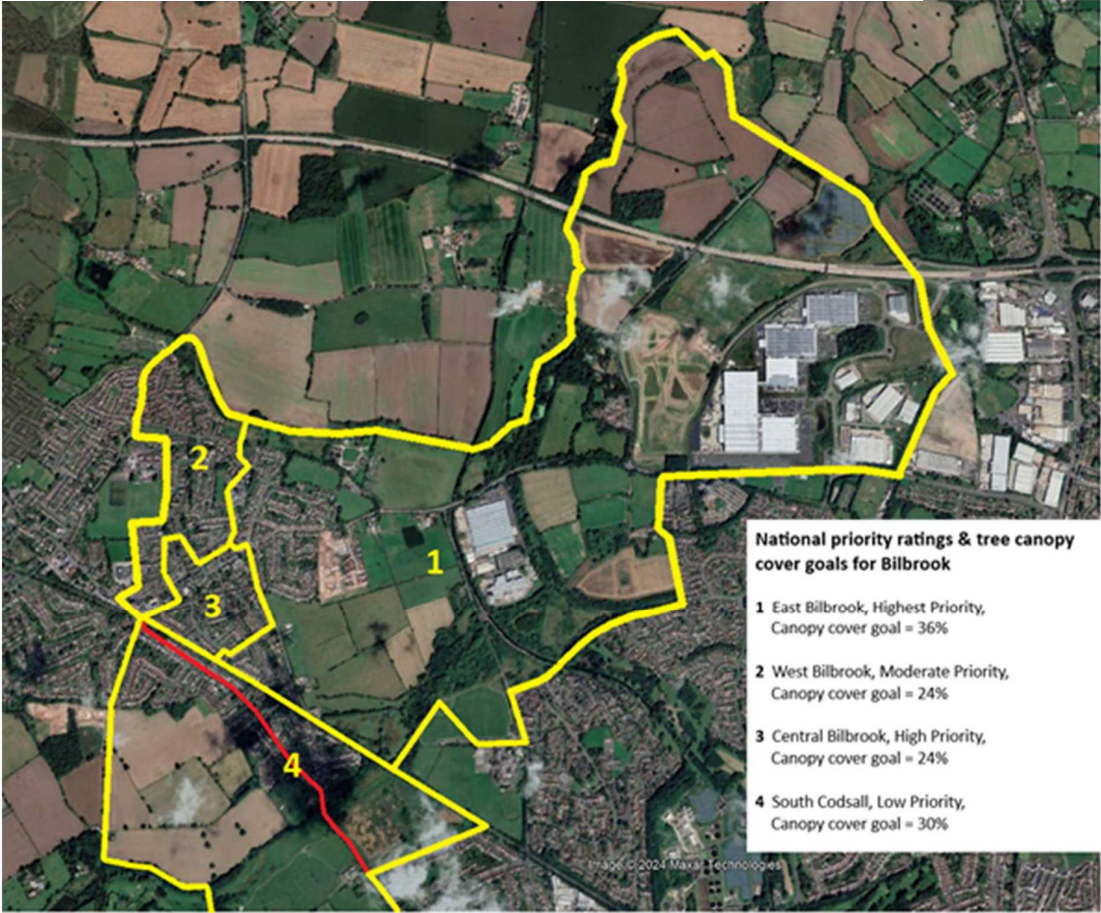 2
1
3
4
National priority ratings & tree canopy
cover goals for Bilbrook
1 East Bilbrook, Highest Priority,
Canopy cover goal = 36%
2 West Bilbrook, Moderate Priority,
Canopy cover goal = 24%
3 Central Bilbrook, High Priority,
Canopy cover goal = 24%
4 South Codsall, Low Priority,
Canopy cover goal = 30%
Image © 2024 Maxar Technologies